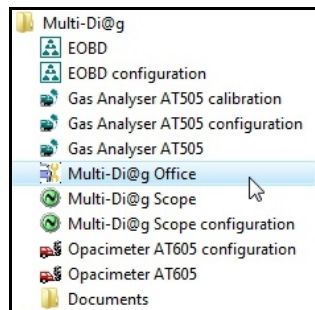 Multi-Di@g
EOBD
EOBD configuration
Gas Analyser AT505 calibration
Gas Analyser AT505 configuration
Gas Analyser AT505
Multi-Di@g Office
Multi-Di@g Scope
Multi-Di@g Scope configuration
Opacimeter AT605 configuration
Opacimeter AT605
Documents